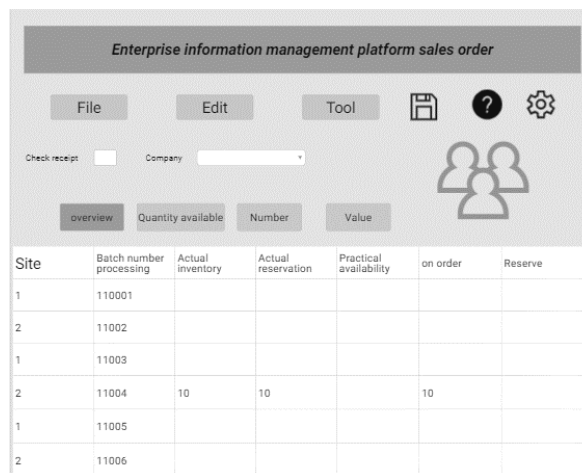 Enterprise information management platform sales order
File Edit Tool ?
Check receipt Company
overview Quantity available Number Value
Site Batch number processing Actual inventory Actual reservation Practical availability on order Reserve
1 110001
2 11002
1 11003
2 11004 10 10 10
1 11005
2 11006